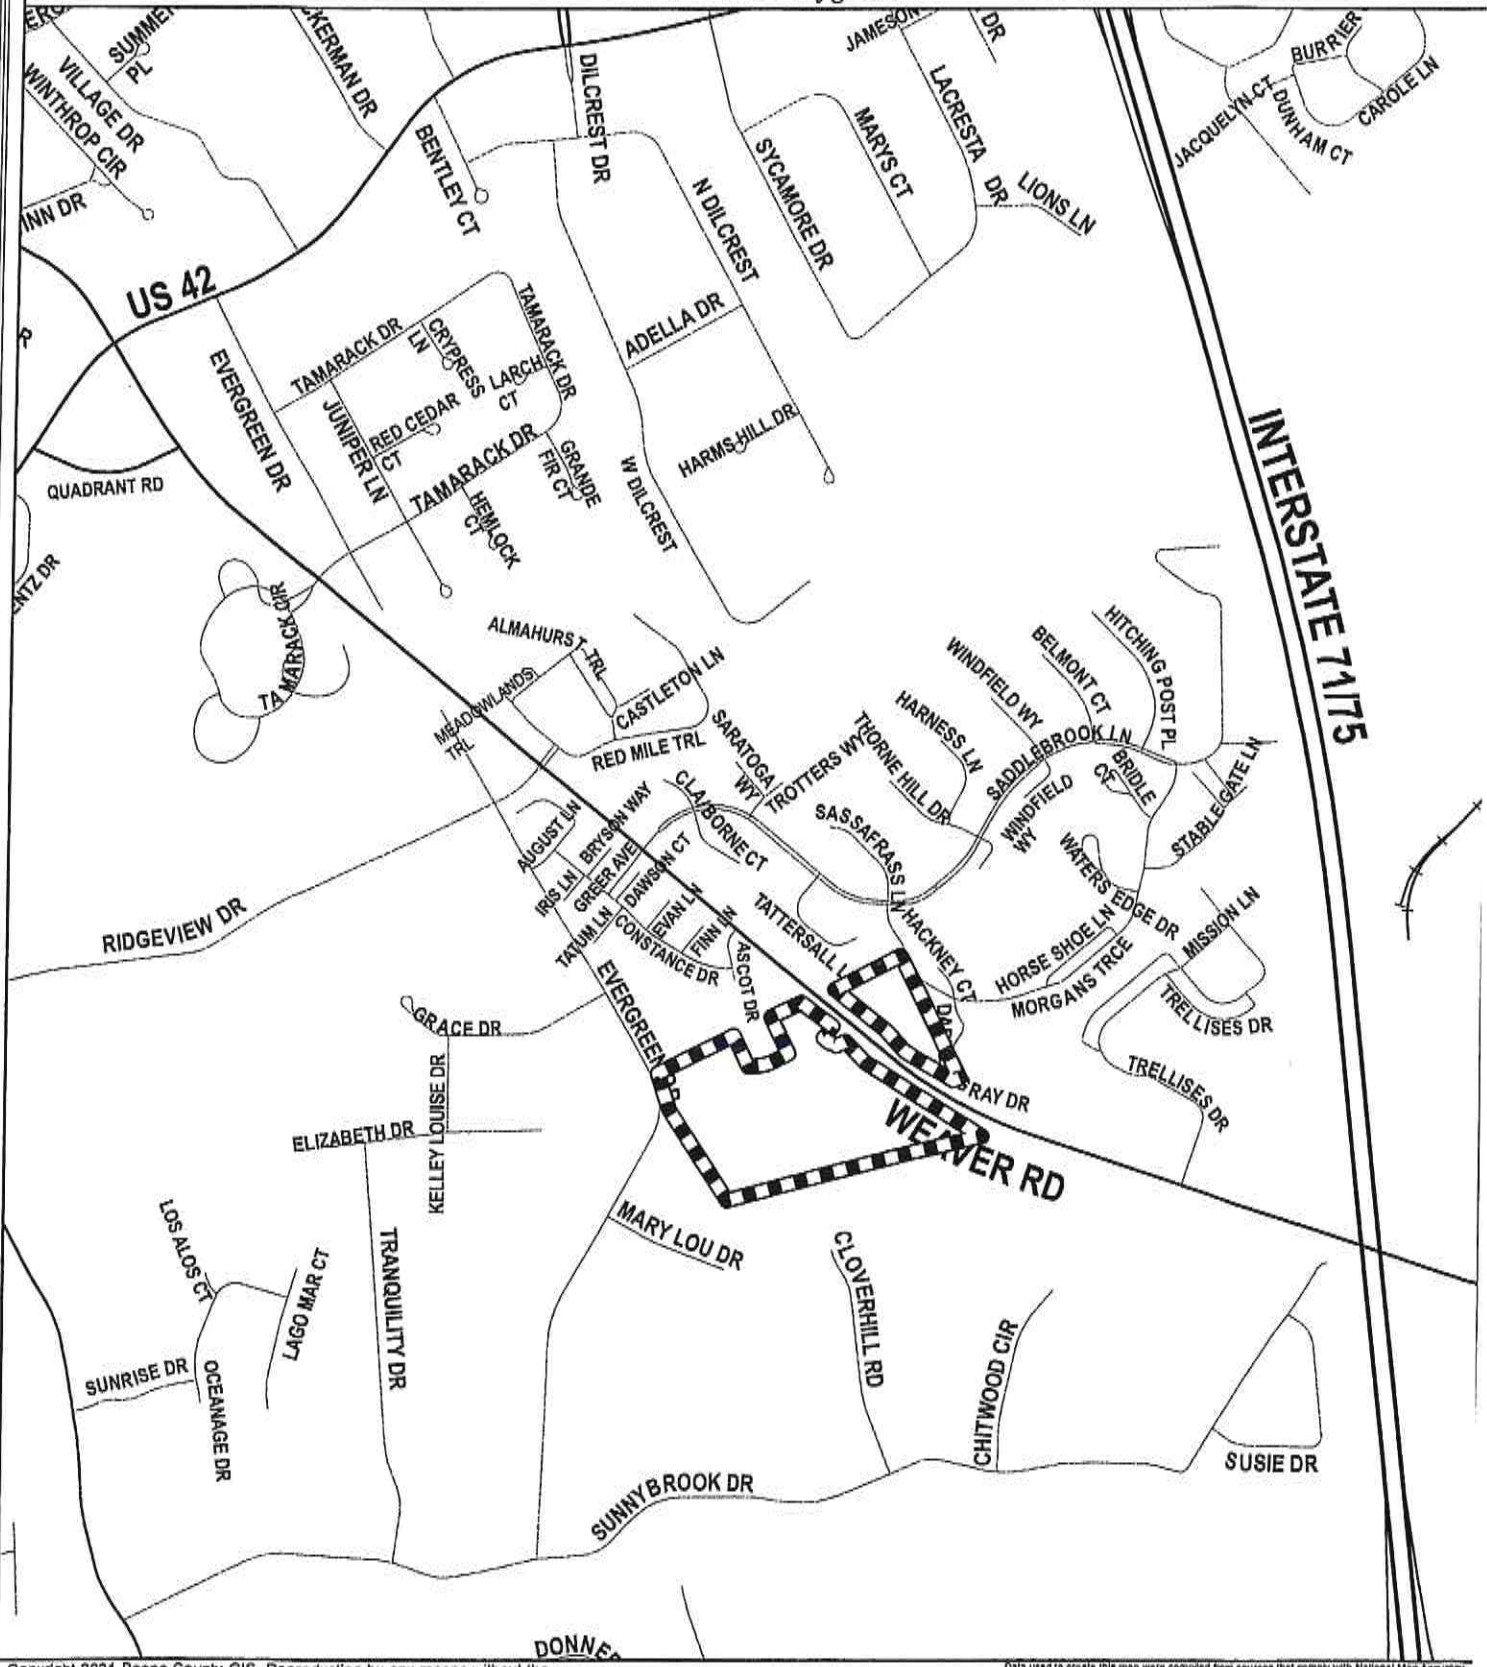 SUMME
PL
VILLAGE DR
WINTHROP CIR
INN DR
CKERMAN DR
BENTLEY CT
DILCREST DR
N DILCREST
JAMESON
DR
LACRESTA
DR
LIONS LN
MARYS CT
SYCAMORE DR
BURRIER
JACQUELYN CT
DUNHAM CT
CAROLE LN
US 42
EVERGREEN DR
TAMARACK DR
CRYPRESS
LN
TAMARACK DR
LARCH
CT
ADELLA DR
JUNIPER LN
RED CEDAR
CT
TAMARACK DR
GRANDE
FIR CT
HEMLOCK
CT
HARMS HILL DR
W DILCREST
QUADRANT RD
ENTZ DR
INTERSTATE 71/75
TAMARACK CIR
ALMAHURST TRL
CASTLETON LN
MEADOWLANDS
TRL
RED MILE TRL
SARATOGA
WY
TROTTERS WY
THORNE HILL DR
HARNESS LN
WINDFIELD WY
BELMONT CT
HITCHING POST PL
SADDLEBROOK LN
WINDFIELD
WY
BRIDLE
CT
STABLEGATE LN
CLAIBORNE CT
SASSAFRASS LN
AUGUST LN
BRYSON WAY
IRIS LN
GREER AVE
DAWSON CT
TATUM LN
EVAN LN
FINN LN
CONSTANCE DR
ASCOT DR
TATTERSALL L
HACKNEY CT
WATERS EDGE DR
HORSE SHOE LN
MORGANS TRCE
MISSION LN
TRELLISES DR
TRELLISES DR
RIDGEVIEW DR
GRACE DR
EVERGREEN DR
KELLEY LOUISE DR
ELIZABETH DR
GRAY DR
WEAVER RD
MARY LOU DR
LOS ALOS CT
LAGO MAR CT
TRANQUILITY DR
CLOVERHILL RD
CHITWOOD CIR
SUNRISE DR
OCEANAGE DR
SUNNYBROOK DR
SUSIE DR
DONNE